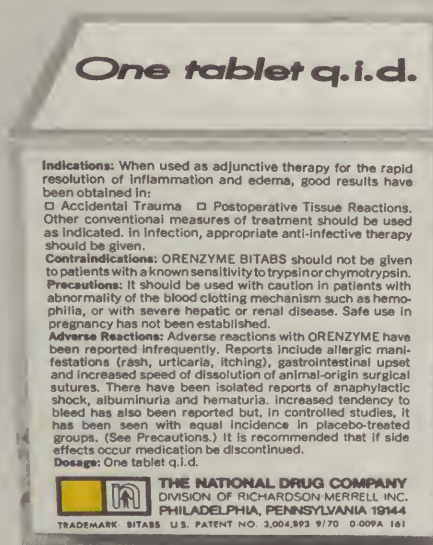 One tablet q.i.d.
Indications: When used as adjunctive therapy for the rapid
resolution of inflammation and edema, good results have
been obtained in:
□ Accidental Trauma □ Postoperative Tissue Reactions.
Other conventional measures of treatment should be used
as indicated. in infection, appropriate anti-infective therapy
should be given.
Contraindications: ORENZYME BITABS should not be given
to patients with a known sensitivity to trypsin or chymotrypsin.
Precautions: It should be used with caution in patients with
abnormality of the blood clotting mechanism such as hemo-
philia, or with severe hepatic or renal disease. Safe use in
pregnancy has not been established.
Adverse Reactions: Adverse reactions with ORENZYME have
been reported infrequently. Reports include allergic mani-
festations (rash, urticaria, itching), gastrointestinal upset
and increased speed of dissolution of animal-origin surgical
sutures. There have been isolated reports of anaphylactic
shock, albuminuria and hematuria. increased tendency to
bleed has also been reported but, in controlled studies, it
has been seen with equal incidence in placebo-treated
groups. (See Precautions.) It is recommended that if side
effects occur medication be discontinued.
Dosage: One tablet q.i.d.
THE NATIONAL DRUG COMPANY
DIVISION OF RICHARDSON-MERRELL INC.
PHILADELPHIA, PENNSYLVANIA 19144
TRADEMARK: BITABS U.S. PATENT NO. 3,004,893 9/70 0-009A 161